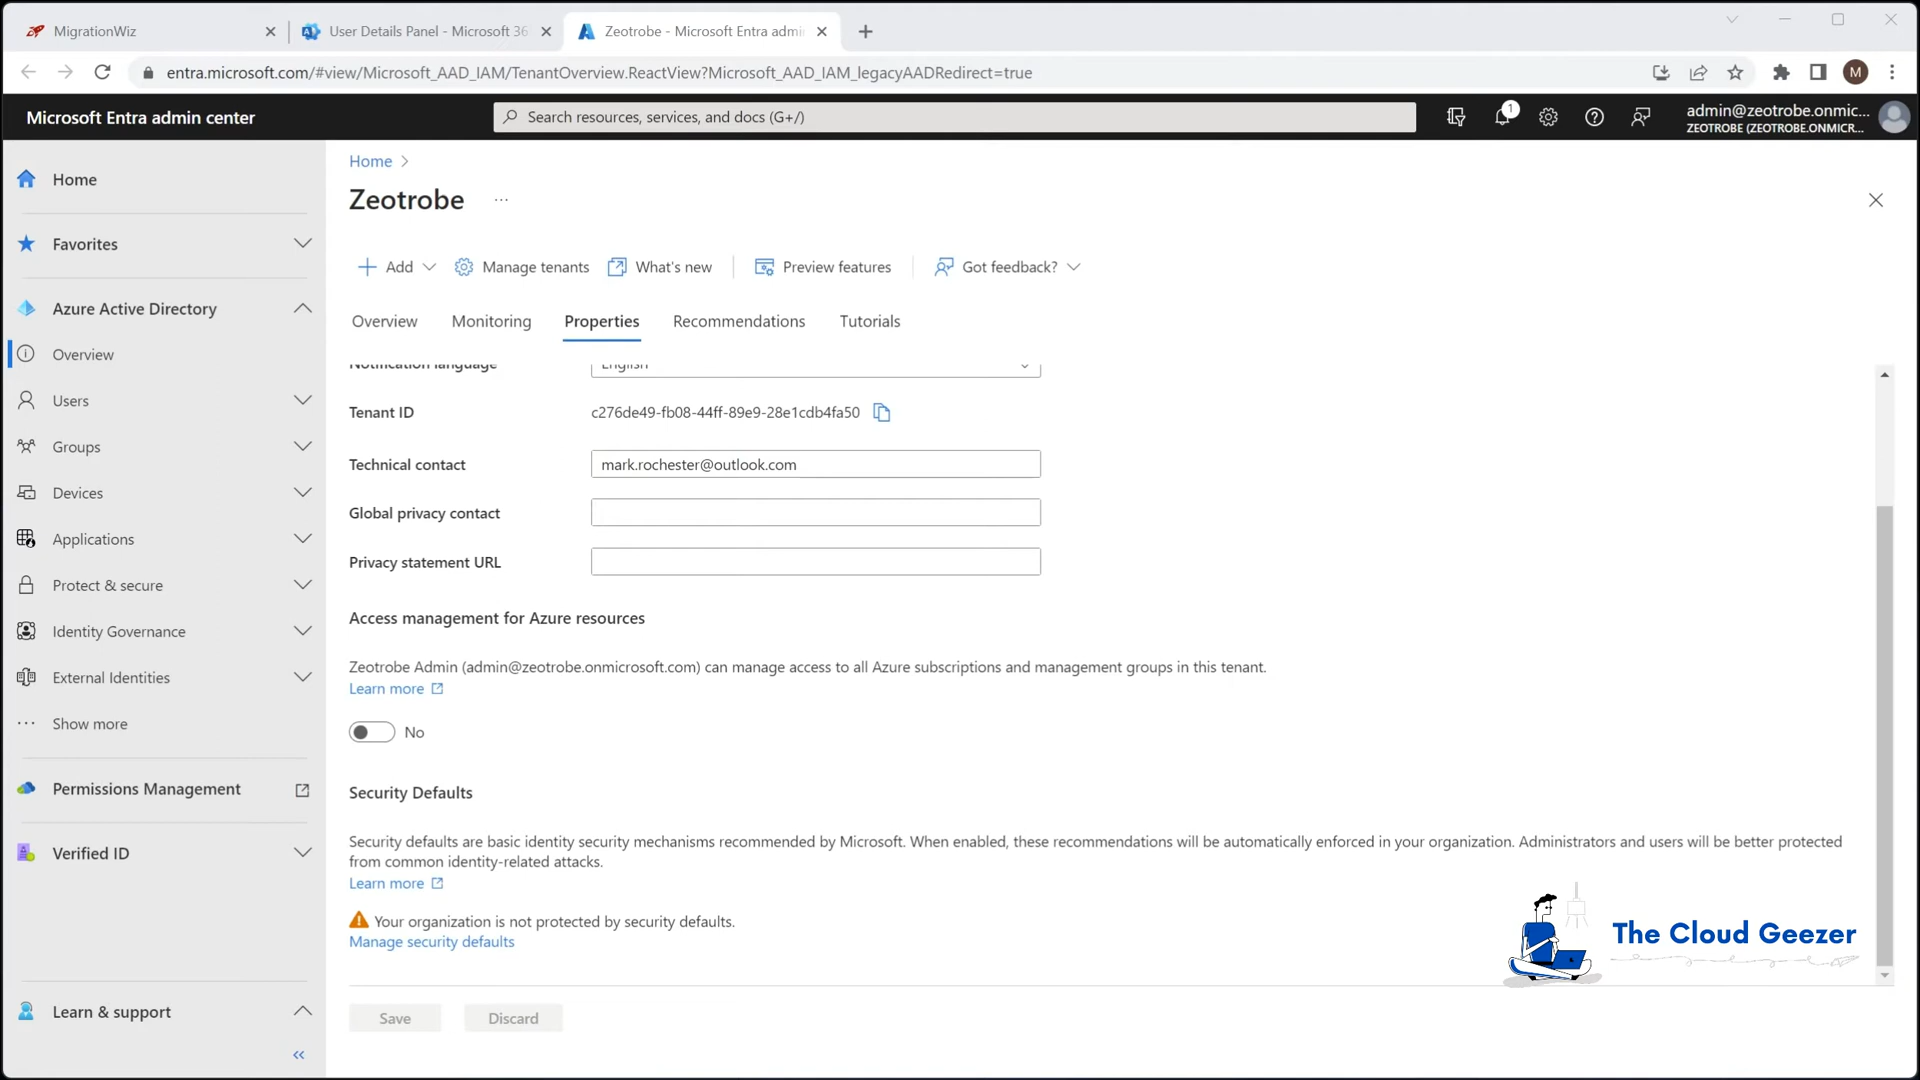 MigrationWiz
User Details Panel - Microsoft 36
Zeotrobe - Microsoft Entra admin
entra.microsoft.com/#view/Microsoft_AAD_IAM/TenantOverview.ReactView?Microsoft_AAD_IAM_legacyAADRedirect=true
M
Microsoft Entra admin center
Search resources, services, and docs (G+/)
1
admin@zeotrobe.onmic...
ZEOTROBE (ZEOTROBE.ONMICR...
Home
Favorites
Azure Active Directory
Overview
Users
Groups
Devices
Applications
Protect & secure
Identity Governance
External Identities
Show more
Permissions Management
Verified ID
Learn & support
Home
Zeotrobe
Add
Manage tenants
What's new
Preview features
Got feedback?
Overview
Monitoring
Properties
Recommendations
Tutorials
Notification language
English
Tenant ID
c276de49-fb08-44ff-89e9-28e1cdb4fa50
Technical contact
mark.rochester@outlook.com
Global privacy contact
Privacy statement URL
Access management for Azure resources
Zeotrobe Admin (admin@zeotrobe.onmicrosoft.com) can manage access to all Azure subscriptions and management groups in this tenant.
Learn more
No
Security Defaults
Security defaults are basic identity security mechanisms recommended by Microsoft. When enabled, these recommendations will be automatically enforced in your organization. Administrators and users will be better protected
from common identity-related attacks.
Learn more
Your organization is not protected by security defaults.
Manage security defaults
The Cloud Geezer
Save
Discard